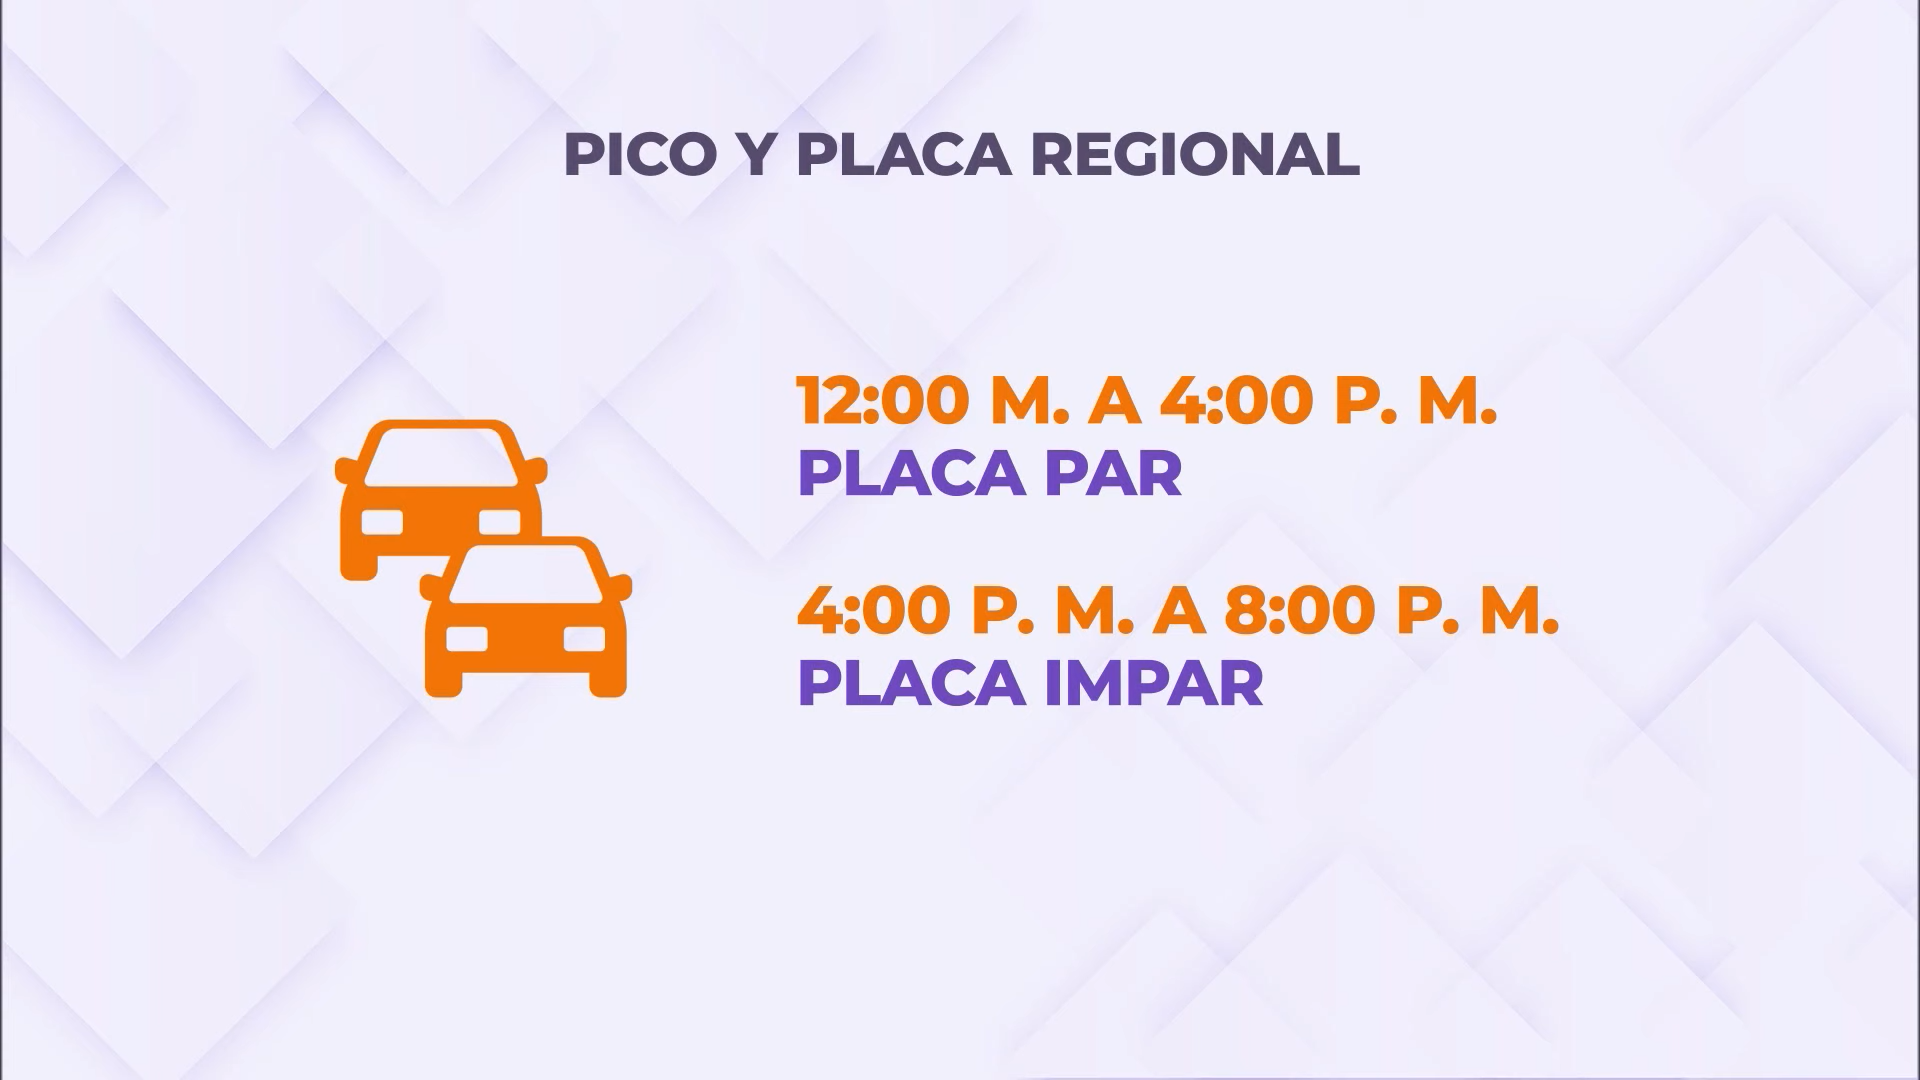 PICO Y PLACA REGIONAL
12:00 M. A 4:00 P. M.
PLACA PAR
4:00 P. M. A 8:00 P. M.
PLACA IMPAR